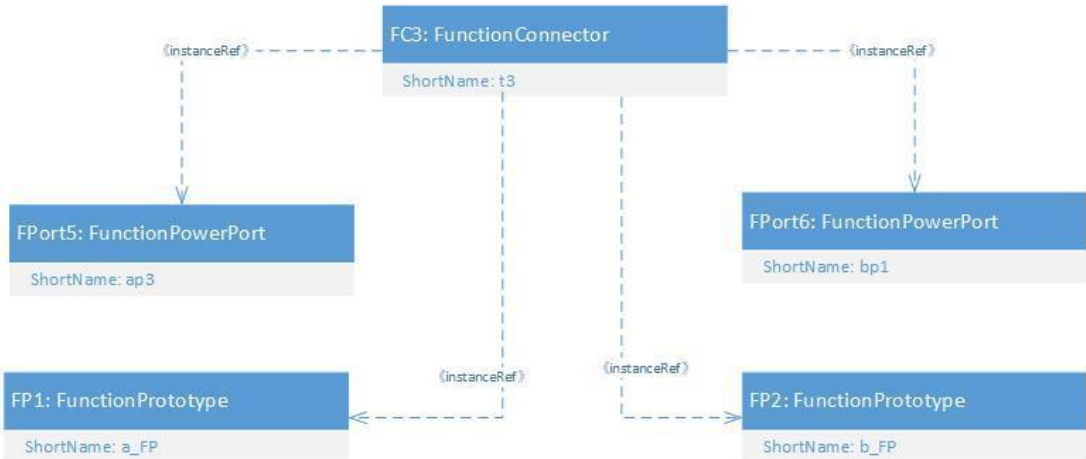 FC3: FunctionConnector
《instanceRef》
《instanceRef》
ShortName: t3
FPort5: FunctionPowerPort
ShortName: ap3
FPort6: FunctionPowerPort
ShortName: bp1
《instanceRef》
《instanceRef》
FP1: FunctionPrototype
ShortName: a_FP
FP2: FunctionPrototype
ShortName: b_FP